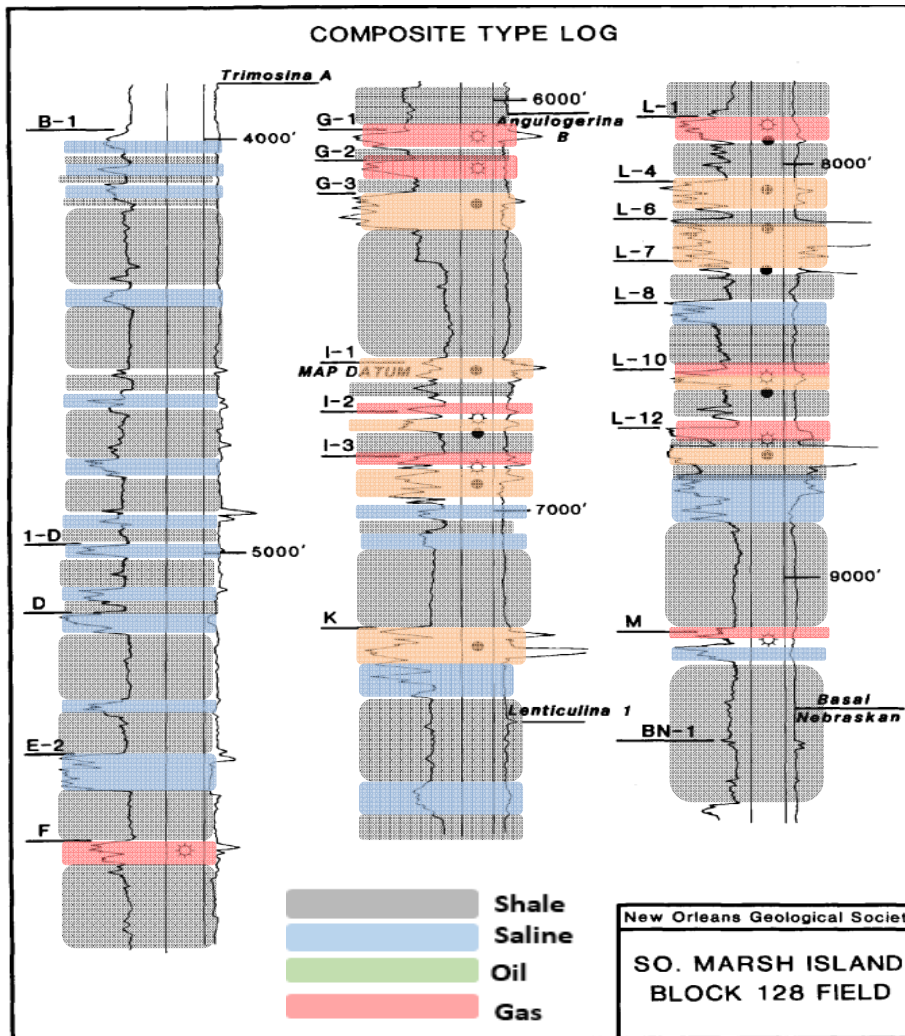 COMPOSITE TYPE LOG
Trimosina A
B-1
4000'
1-D
5000'
D
E-2
F
6000'
G-1
Angulogerina
B
G-2
G-3
I-1
MAP DATUM
I-2
I-3
7000'
K
Lenticulina 1
L-1
8000'
L-4
L-6
L-7
L-8
L-10
L-12
9000'
M
Basal
Nebraskan
BN-1
Shale
Saline
Oil
Gas
New Orleans Geological Societ
SO. MARSH ISLAND
BLOCK 128 FIELD